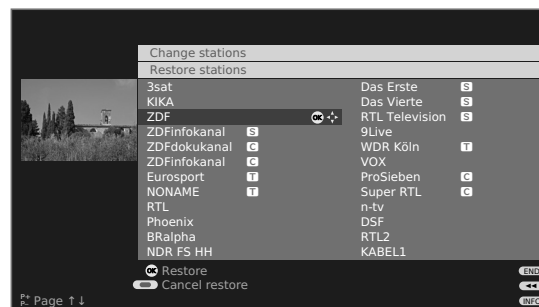 Change stations
Restore stations
3sat
KIKA
ZDF OK
ZDFinfokanal S
ZDFdokukanal C
ZDFinfokanal C
Eurosport T
NONAME T
RTL
Phoenix
BRalpha
NDR FS HH
Das Erste S
Das Vierte S
RTL Television S
9Live
WDR Köln T
VOX
ProSieben C
Super RTL C
n-tv
DSF
RTL2
KABEL1
OK Restore
Cancel restore
P+ P- Page ↑↓
END
◄◄
INFO